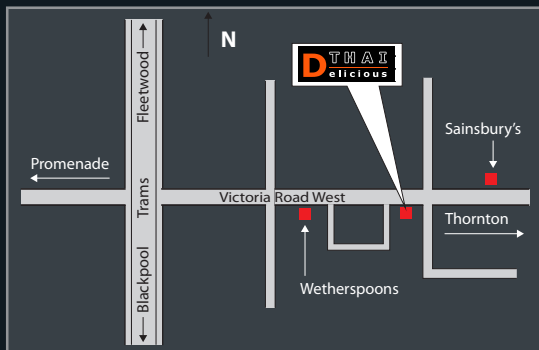 Fleetwood
N
THAI
Delicious
Sainsbury's
Promenade
Victoria Road West
Trams
Thornton
Blackpool
Wetherspoons